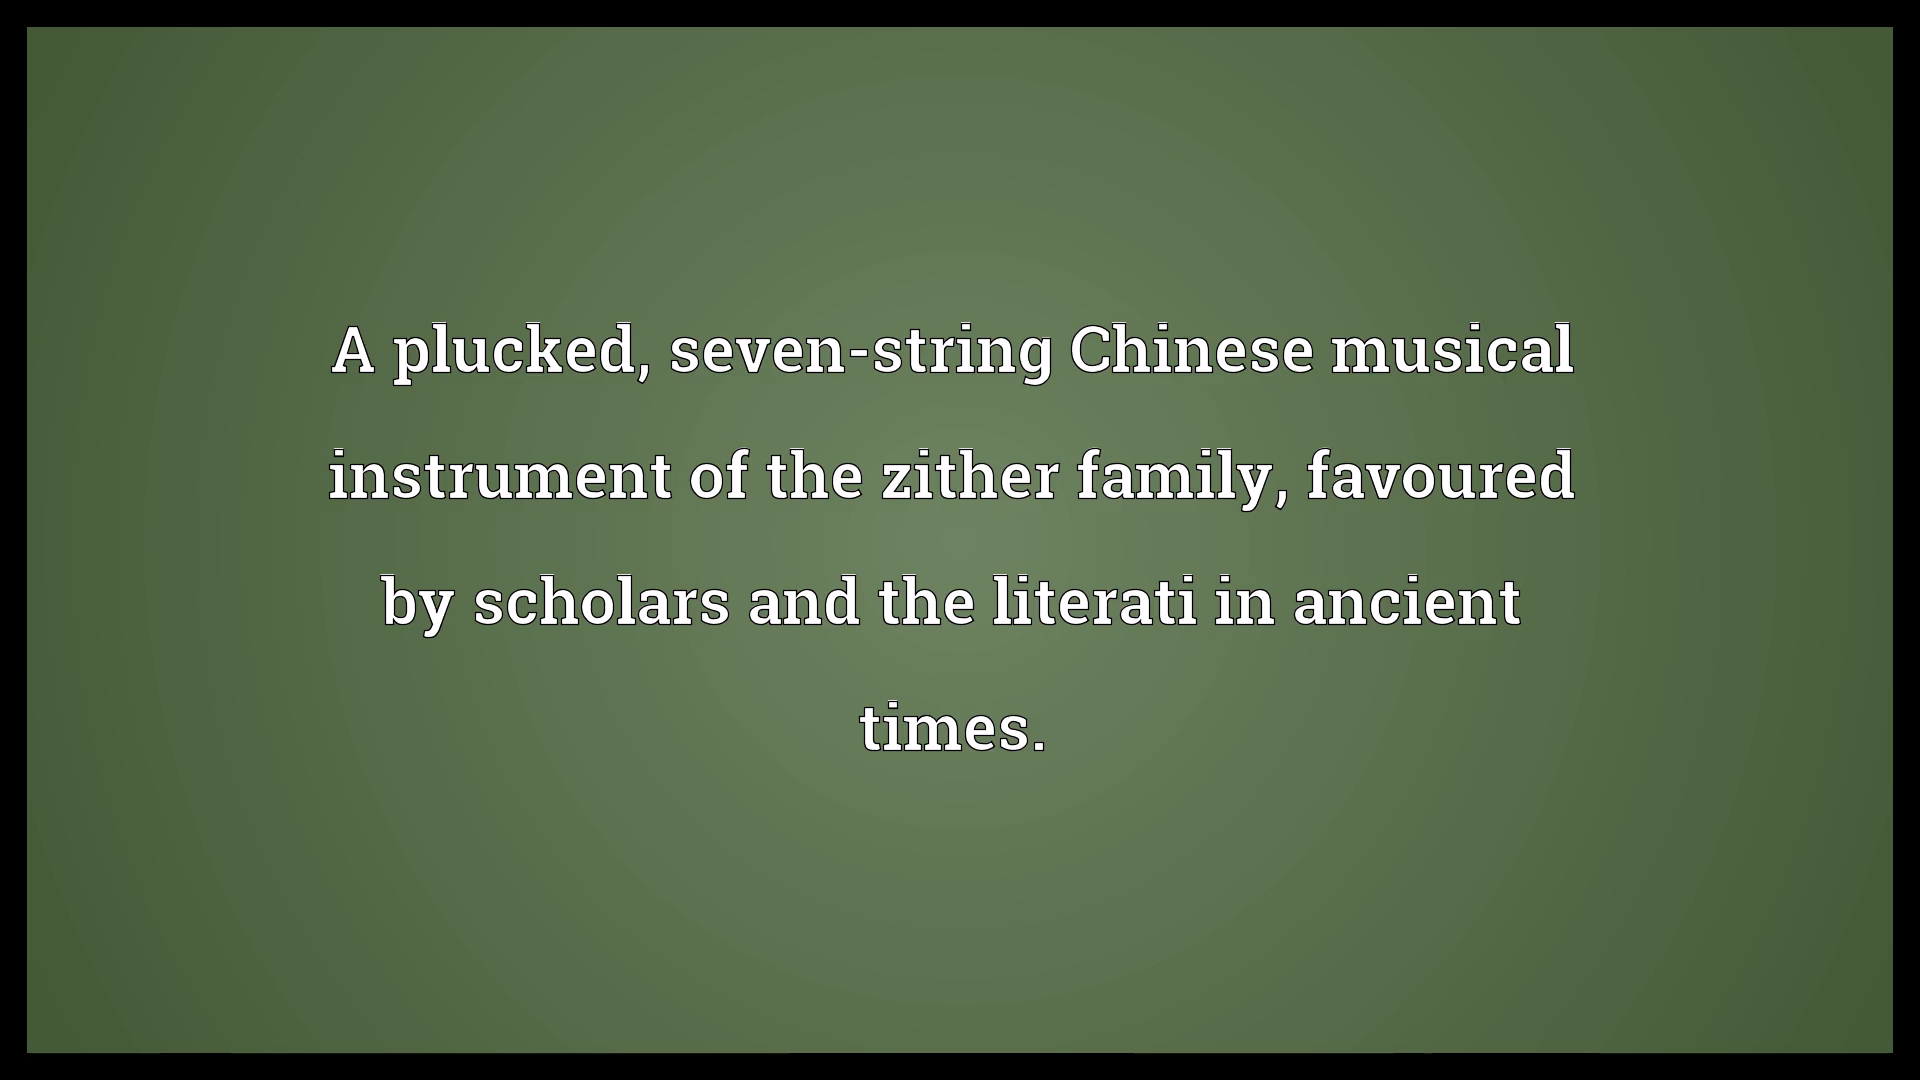 A plucked, seven-string Chinese musical
instrument of the zither family, favoured
by scholars and the literati in ancient
times.